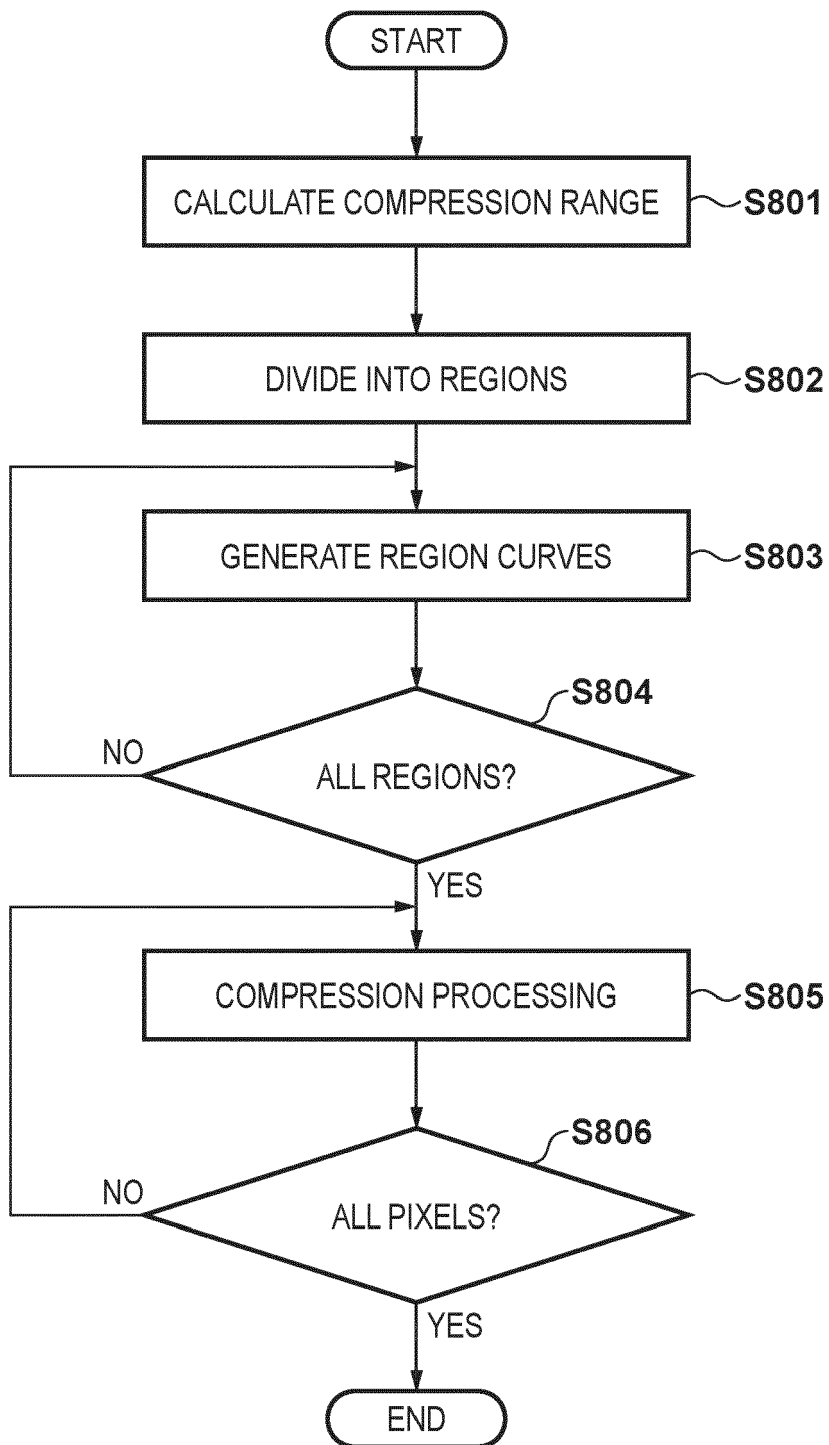 START
CALCULATE COMPRESSION RANGE
S801
DIVIDE INTO REGIONS
S802
GENERATE REGION CURVES
S803
S804
NO
ALL REGIONS?
YES
COMPRESSION PROCESSING
S805
S806
NO
ALL PIXELS?
YES
END